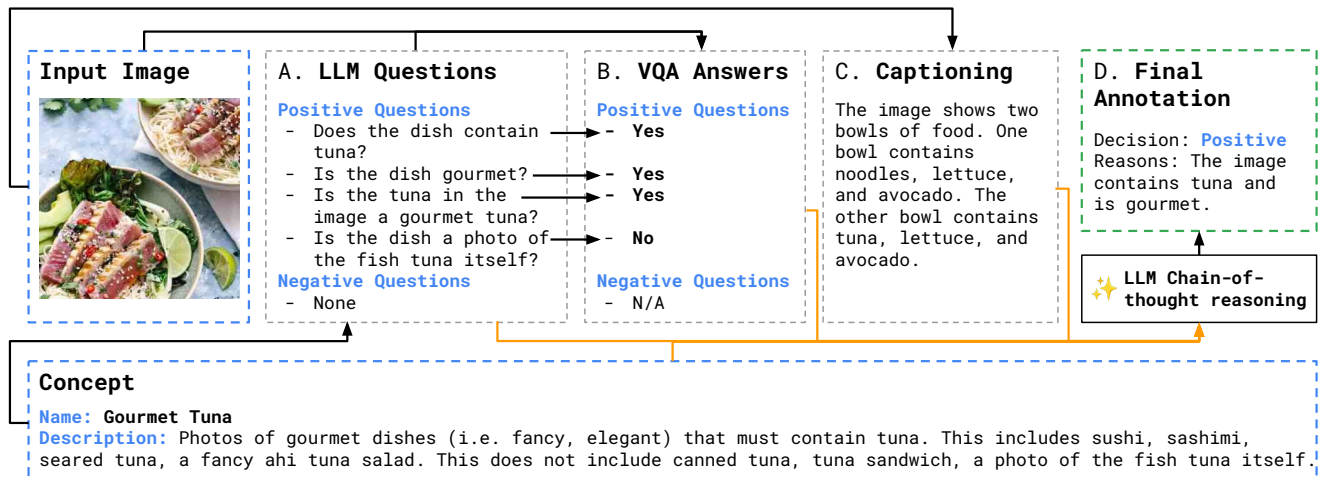 Input Image
A. LLM Questions
Positive Questions
- Does the dish contain
tuna?
- Is the dish gourmet?
- Is the tuna in the
image a gourmet tuna?
- Is the dish a photo of
the fish tuna itself?
Negative Questions
- None
B. VQA Answers
Positive Questions
- Yes
- Yes
- Yes
- No
Negative Questions
- N/A
C. Captioning
The image shows two
bowls of food. One
bowl contains
noodles, lettuce,
and avocado. The
other bowl contains
tuna, lettuce, and
avocado.
D. Final
Annotation
Decision: Positive
Reasons: The image
contains tuna and
is gourmet.
LLM Chain-of-
thought reasoning
Concept
Name: Gourmet Tuna
Description: Photos of gourmet dishes (i.e. fancy, elegant) that must contain tuna. This includes sushi, sashimi,
seared tuna, a fancy ahi tuna salad. This does not include canned tuna, tuna sandwich, a photo of the fish tuna itself.